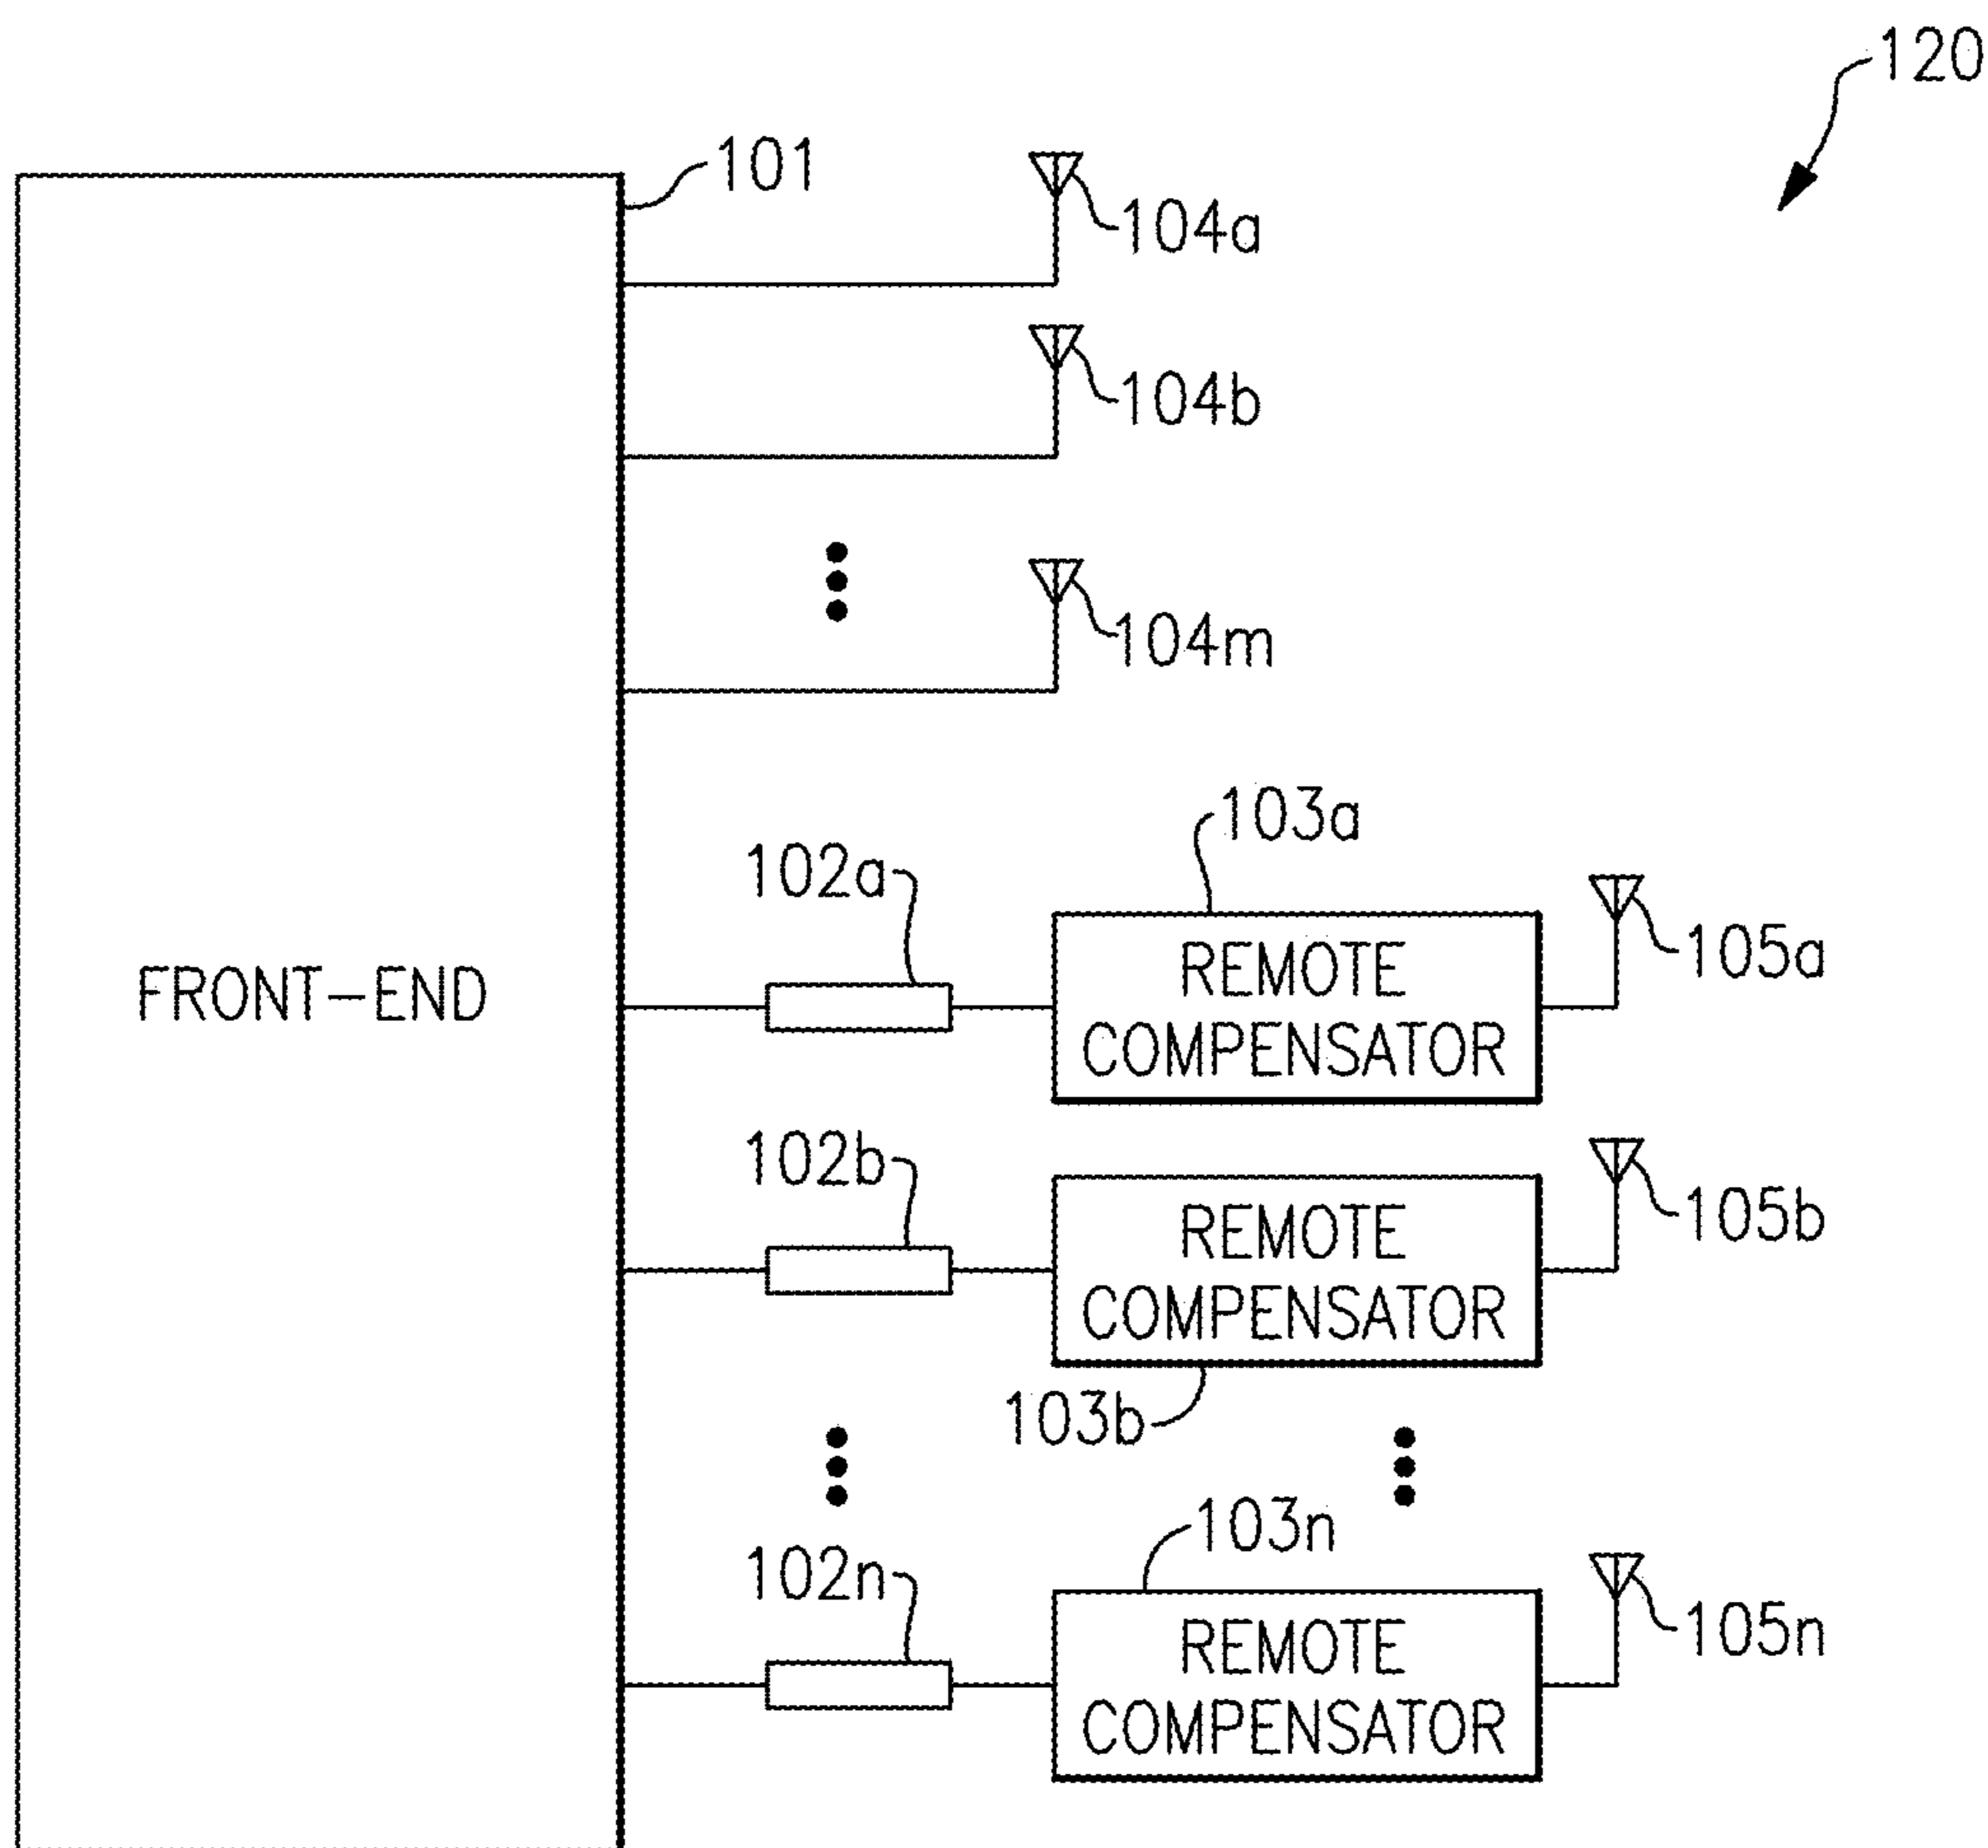 120
101
104a
104b
104m
103a
102a
REMOTE
COMPENSATOR
105a
FRONT-END
102b
REMOTE
COMPENSATOR
105b
103b
103n
102n
REMOTE
COMPENSATOR
105n